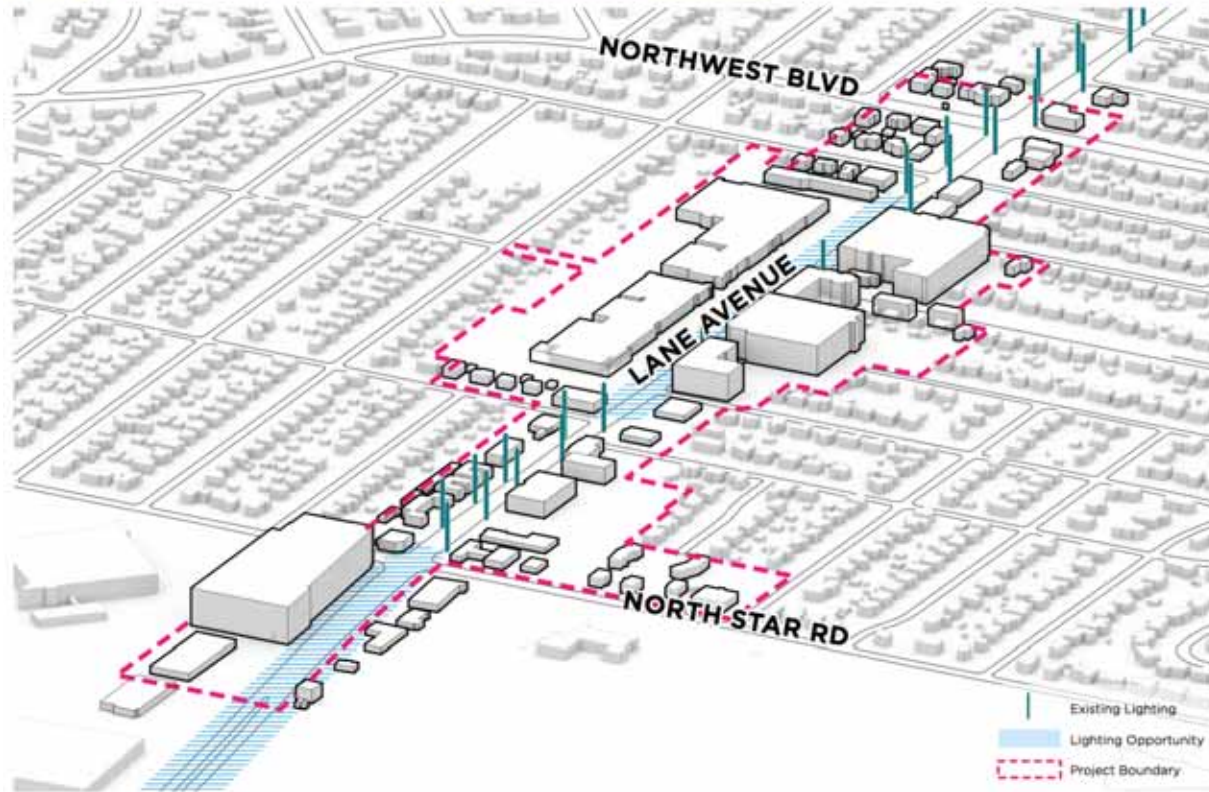 NORTHWEST BLVD
LANE AVENUE
NORTH STAR RD
Existing Lighting
Lighting Opportunity
Project Boundary